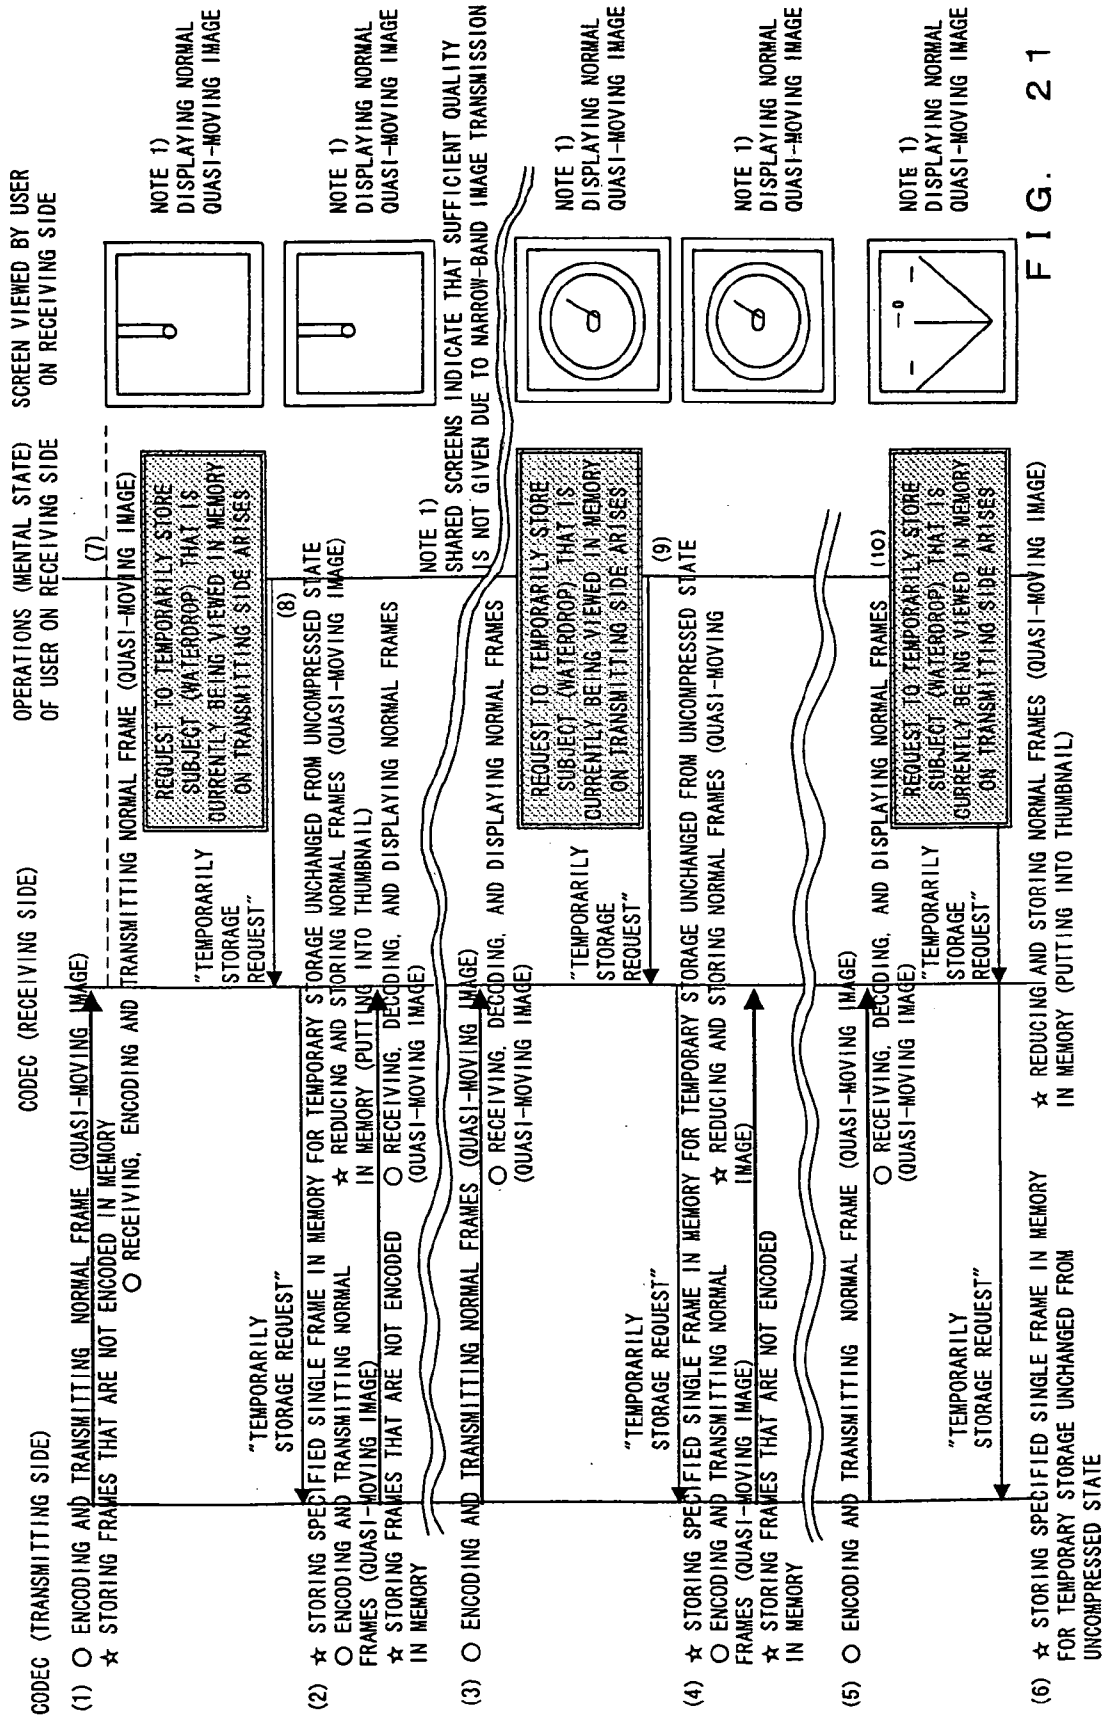 CODEC (TRANSMITTING SIDE)
CODEC (RECEIVING SIDE)
OPERATIONS (MENTAL STATE)
OF USER ON RECEIVING SIDE
SCREEN VIEWED BY USER
ON RECEIVING SIDE
(1) ○ ENCODING AND TRANSMITTING NORMAL FRAME (QUASI-MOVING IMAGE)
☆ STORING FRAMES THAT ARE NOT ENCODED IN MEMORY
○ RECEIVING, ENCODING AND TRANSMITTING NORMAL FRAME (QUASI-MOVING IMAGE)
(7)
REQUEST TO TEMPORARILY STORE
SUBJECT (WATERDROP) THAT IS
CURRENTLY BEING VIEWED IN MEMORY
ON TRANSMITTING SIDE ARISES
NOTE 1)
DISPLAYING NORMAL
QUASI-MOVING IMAGE
"TEMPORARILY
STORAGE
REQUEST"
(8)
"TEMPORARILY
STORAGE REQUEST"
(2) ☆ STORING SPECIFIED SINGLE FRAME IN MEMORY FOR TEMPORARY STORAGE UNCHANGED FROM UNCOMPRESSED STATE
○ ENCODING AND TRANSMITTING NORMAL
FRAMES (QUASI-MOVING IMAGE)
☆ STORING FRAMES THAT ARE NOT ENCODED
IN MEMORY
☆ REDUCING AND STORING NORMAL FRAMES (QUASI-MOVING IMAGE)
IN MEMORY (PUTTING INTO THUMBNAIL)
○ RECEIVING, DECODING, AND DISPLAYING NORMAL FRAMES
(QUASI-MOVING IMAGE)
NOTE 1)
DISPLAYING NORMAL
QUASI-MOVING IMAGE
NOTE 1)
SHARED SCREENS INDICATE THAT SUFFICIENT QUALITY
IS NOT GIVEN DUE TO NARROW-BAND IMAGE TRANSMISSION
(3) ○ ENCODING AND TRANSMITTING NORMAL FRAMES (QUASI-MOVING IMAGE)
○ RECEIVING, DECODING, AND DISPLAYING NORMAL FRAMES
(QUASI-MOVING IMAGE)
REQUEST TO TEMPORARILY STORE
SUBJECT (WATERDROP) THAT IS
CURRENTLY BEING VIEWED IN MEMORY
ON TRANSMITTING SIDE ARISES
NOTE 1)
DISPLAYING NORMAL
QUASI-MOVING IMAGE
"TEMPORARILY
STORAGE
REQUEST"
(9)
"TEMPORARILY
STORAGE REQUEST"
(4) ☆ STORING SPECIFIED SINGLE FRAME IN MEMORY FOR TEMPORARY STORAGE UNCHANGED FROM UNCOMPRESSED STATE
○ ENCODING AND TRANSMITTING NORMAL
FRAMES (QUASI-MOVING IMAGE)
☆ STORING FRAMES THAT ARE NOT ENCODED
IN MEMORY
☆ REDUCING AND STORING NORMAL FRAMES (QUASI-MOVING
IMAGE)
NOTE 1)
DISPLAYING NORMAL
QUASI-MOVING IMAGE
(5) ○ ENCODING AND TRANSMITTING NORMAL FRAME (QUASI-MOVING IMAGE)
○ RECEIVING, DECODING, AND DISPLAYING NORMAL FRAMES
(QUASI-MOVING IMAGE)
(10)
REQUEST TO TEMPORARILY STORE
SUBJECT (WATERDROP) THAT IS
CURRENTLY BEING VIEWED IN MEMORY
ON TRANSMITTING SIDE ARISES
0
NOTE 1)
DISPLAYING NORMAL
QUASI-MOVING IMAGE
"TEMPORARILY
STORAGE
REQUEST"
"TEMPORARILY
STORAGE REQUEST"
(6) ☆ STORING SPECIFIED SINGLE FRAME IN MEMORY
FOR TEMPORARY STORAGE UNCHANGED FROM
UNCOMPRESSED STATE
☆ REDUCING AND STORING NORMAL FRAMES (QUASI-MOVING IMAGE)
IN MEMORY (PUTTING INTO THUMBNAIL)
FIG. 21